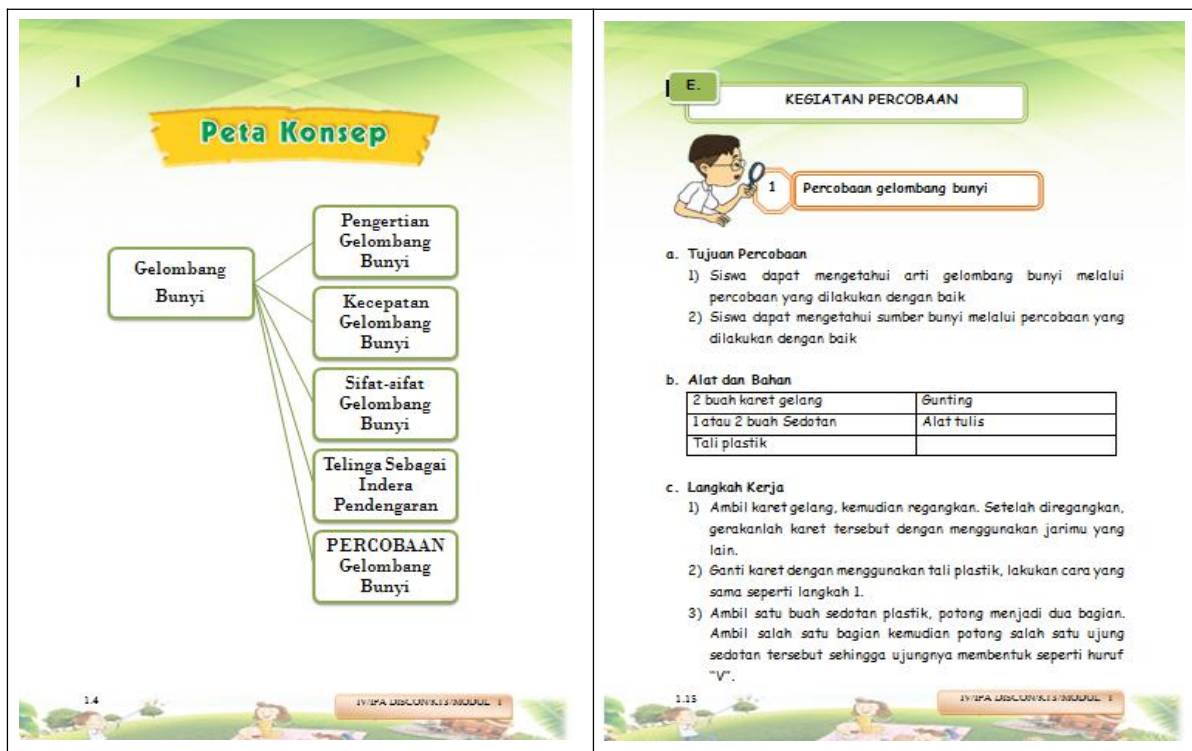 Peta Konsep
Gelombang
Bunyi
Pengertian
Gelombang
Bunyi
Kecepatan
Gelombang
Bunyi
Sifat-sifat
Gelombang
Bunyi
Telinga Sebagai
Indera
Pendengaran
PERCOBAAN
Gelombang
Bunyi
1.4
IV/IPA DISCON/K13/MODUL 1
E.
KEGIATAN PERCOBAAN
1
Percobaan gelombang bunyi
a. Tujuan Percobaan
1) Siswa dapat mengetahui arti gelombang bunyi melalui
percobaan yang dilakukan dengan baik
2) Siswa dapat mengetahui sumber bunyi melalui percobaan yang
dilakukan dengan baik
b. Alat dan Bahan
2 buah karet gelang Gunting
1 atau 2 buah Sedotan Alat tulis
Tali plastik
c. Langkah Kerja
1) Ambil karet gelang, kemudian regangkan. Setelah diregangkan,
gerakanlah karet tersebut dengan menggunakan jarimu yang
lain.
2) Ganti karet dengan menggunakan tali plastik, lakukan cara yang
sama seperti langkah 1.
3) Ambil satu buah sedotan plastik, potong menjadi dua bagian.
Ambil salah satu bagian kemudian potong salah satu ujung
sedotan tersebut sehingga ujungnya membentuk seperti huruf
"V".
1.15
IV/IPA DISCON/K13/MODUL 1